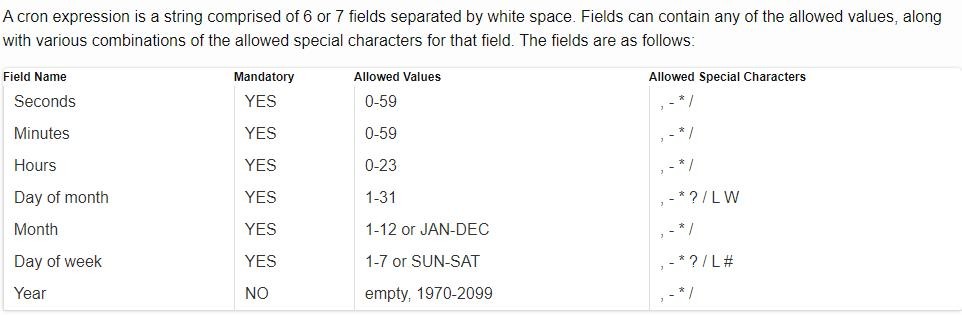 A cron expression is a string comprised of 6 or 7 fields separated by white space. Fields can contain any of the allowed values, along
with various combinations of the allowed special characters for that field. The fields are as follows:
Field Name Mandatory Allowed Values Allowed Special Characters
Seconds YES 0-59 , - * /
Minutes YES 0-59 , - * /
Hours YES 0-23 , - * /
Day of month YES 1-31 , - * ? / L W
Month YES 1-12 or JAN-DEC , - * /
Day of week YES 1-7 or SUN-SAT , - * ? / L #
Year NO empty, 1970-2099 , - * /